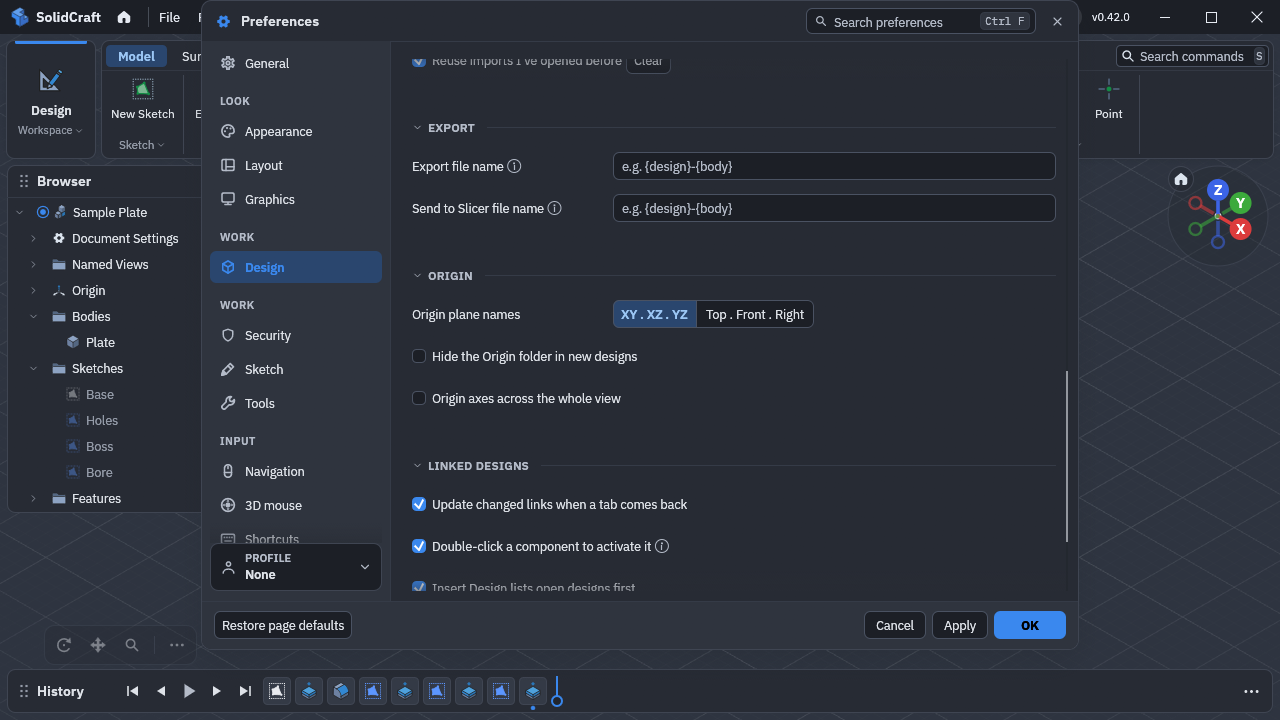 SolidCraft
File
v0.42.0
Preferences
Search preferences
Ctrl F
Design
Workspace
Model
New Sketch
Sketch
Search commands
S
Point
Browser
Sample Plate
Document Settings
Named Views
Origin
Bodies
Plate
Sketches
Base
Holes
Boss
Bore
Features
General
LOOK
Appearance
Layout
Graphics
WORK
Design
WORK
Security
Sketch
Tools
INPUT
Navigation
3D mouse
Shortcuts
PROFILE
None
Reuse imports I've opened before
Clear
EXPORT
Export file name
e.g. {design}-{body}
Send to Slicer file name
e.g. {design}-{body}
ORIGIN
Origin plane names
XY . XZ . YZ
Top . Front . Right
Hide the Origin folder in new designs
Origin axes across the whole view
LINKED DESIGNS
Update changed links when a tab comes back
Double-click a component to activate it
Insert Design lists open designs first
Restore page defaults
Cancel
Apply
OK
Z
Y
X
History